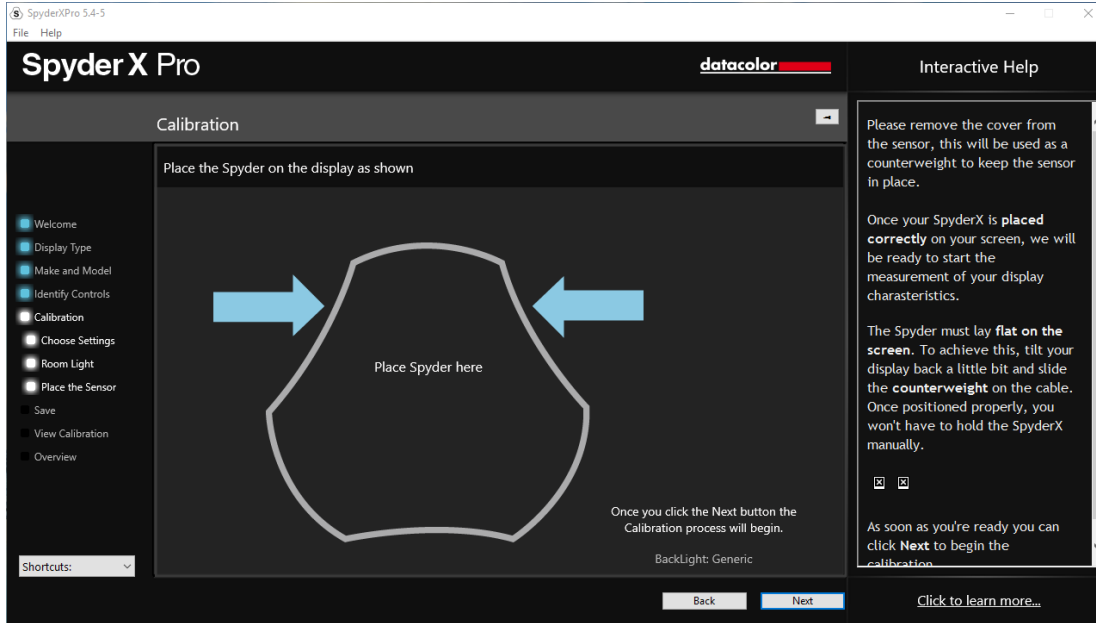 SpyderXPro 5.4-5
File Help
Spyder X Pro
datacolor
Interactive Help
Calibration
Place the Spyder on the display as shown
Welcome
Display Type
Make and Model
Identify Controls
Calibration
Choose Settings
Room Light
Place the Sensor
Save
View Calibration
Overview
Shortcuts:
Place Spyder here
Once you click the Next button the
Calibration process will begin.
BackLight: Generic
Back
Next
Please remove the cover from
the sensor, this will be used as a
counterweight to keep the sensor
in place.
Once your SpyderX is placed
correctly on your screen, we will
be ready to start the
measurement of your display
charasteristics.
The Spyder must lay flat on the
screen. To achieve this, tilt your
display back a little bit and slide
the counterweight on the cable.
Once positioned properly, you
won't have to hold the SpyderX
manually.
As soon as you're ready you can
click Next to begin the
calibration
Click to learn more...